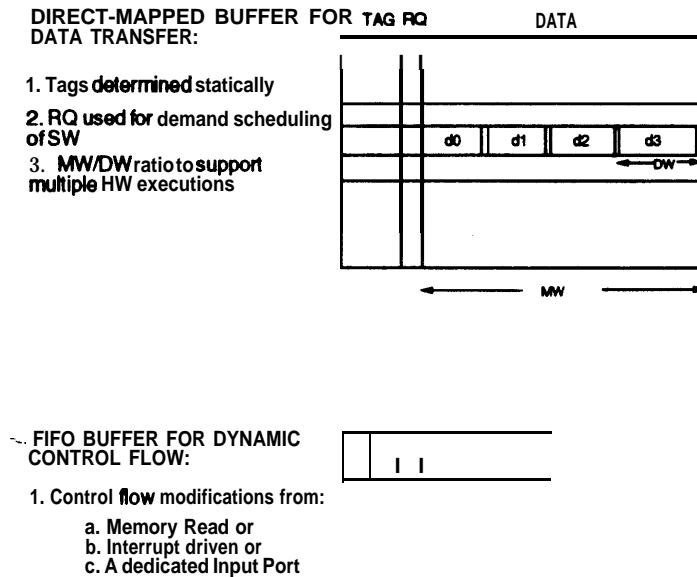 DIRECT-MAPPED BUFFER FOR
DATA TRANSFER:
TAG RQ DATA
1. Tags determined statically
2. RQ used for demand scheduling
of SW
3. MW/DW ratio to support
multiple HW executions
d0 d1 d2 d3
DW
MW
FIFO BUFFER FOR DYNAMIC
CONTROL FLOW:
1. Control flow modifications from:
a. Memory Read or
b. Interrupt driven or
c. A dedicated Input Port